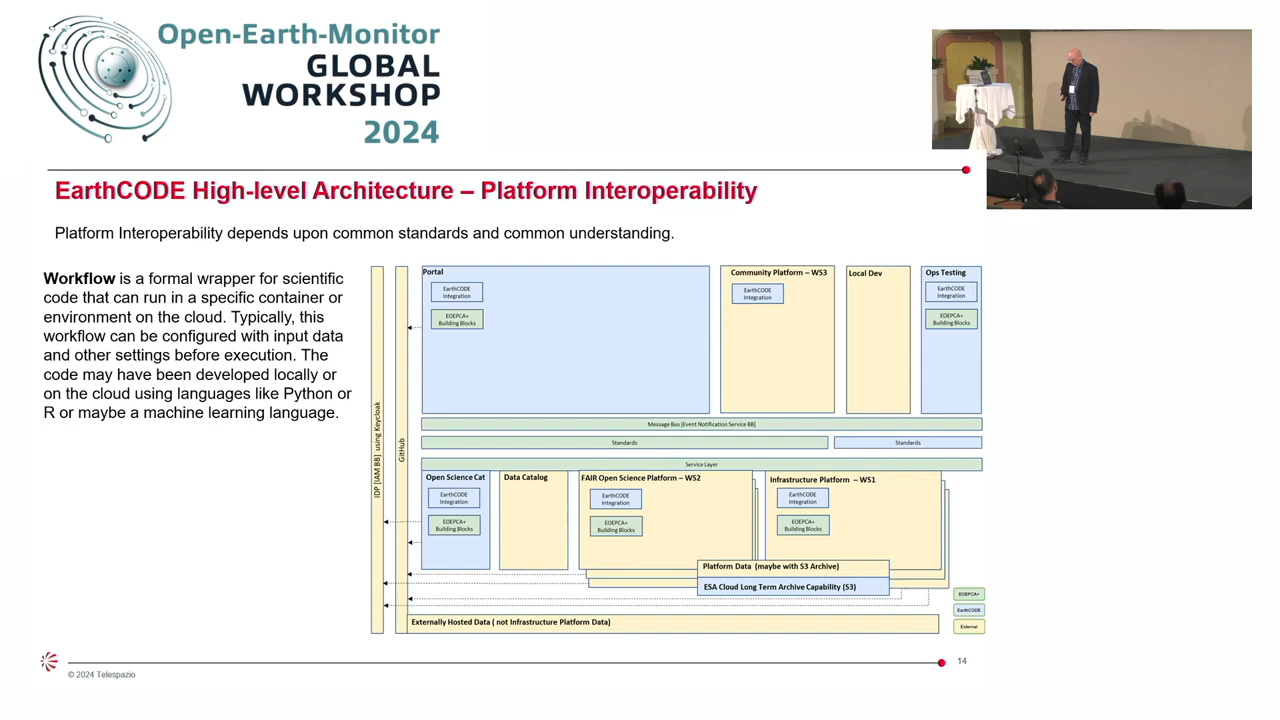 Open-Earth-Monitor
GLOBAL
WORKSHOP
2024
EarthCODE High-level Architecture – Platform Interoperability
Platform Interoperability depends upon common standards and common understanding.
Workflow is a formal wrapper for scientific
code that can run in a specific container or
environment on the cloud. Typically, this
workflow can be configured with input data
and other settings before execution. The
code may have been developed locally or
on the cloud using languages like Python or
R or maybe a machine learning language.
IDP [IAM BB] using Keycloak
GitHub
Portal
EarthCODE
Integration
EOEPCA+
Building Blocks
Community Platform – WS3
EarthCODE
Integration
Local Dev
Ops Testing
EarthCODE
Integration
EOEPCA+
Building Blocks
Message Bus [Event Notification Service BB]
Standards
Standards
Service Layer
Open Science Cat
EarthCODE
Integration
EOEPCA+
Building Blocks
Data Catalog
FAIR Open Science Platform – WS2
EarthCODE
Integration
EOEPCA+
Building Blocks
Infrastructure Platform – WS1
EarthCODE
Integration
EOEPCA+
Building Blocks
Platform Data (maybe with S3 Archive)
ESA Cloud Long Term Archive Capability (S3)
Externally Hosted Data ( not Infrastructure Platform Data)
EOEPCA+
EarthCODE
External
© 2024 Telespazio
14